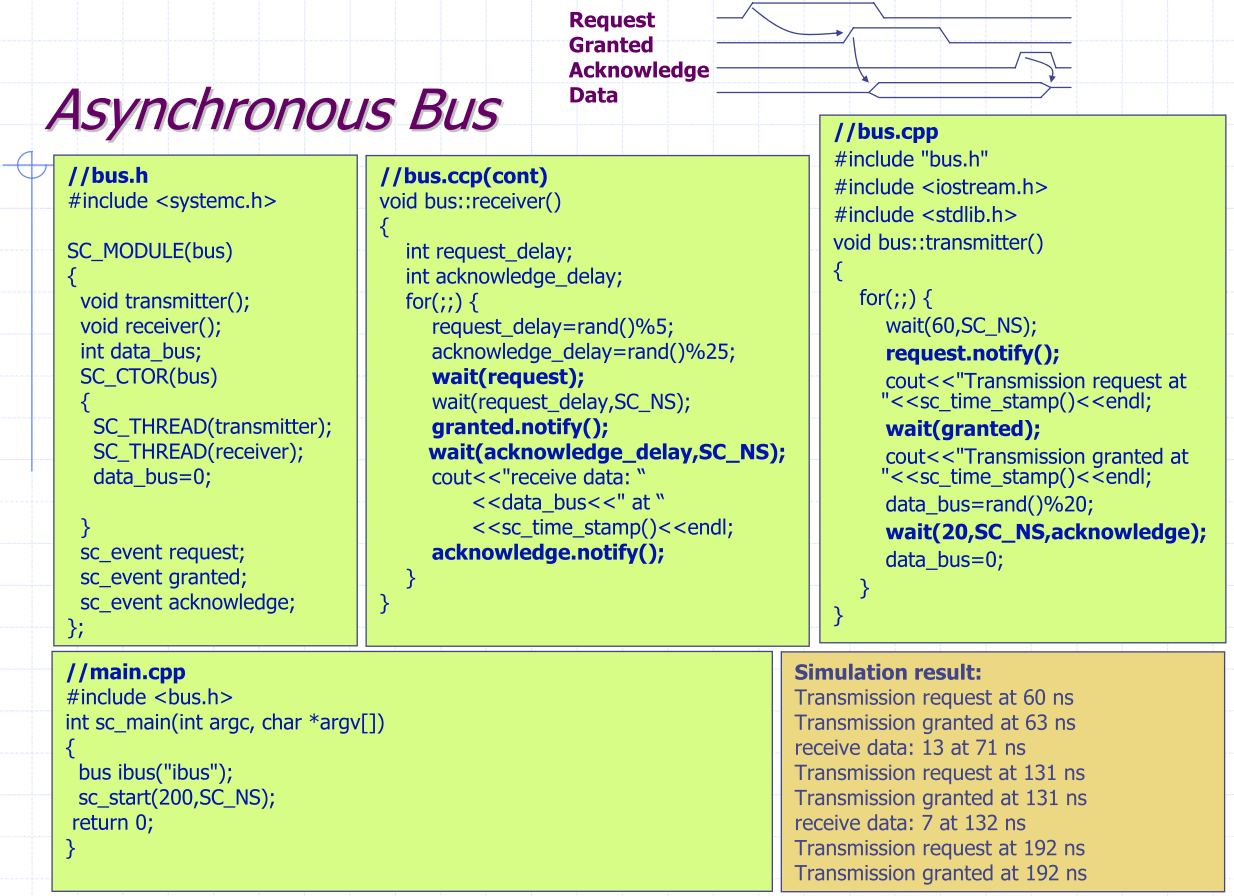 Request
Granted
Acknowledge
Data
Asynchronous Bus
//bus.h
#include <systemc.h>
SC_MODULE(bus)
{
void transmitter();
void receiver();
int data_bus;
SC_CTOR(bus)
{
SC_THREAD(transmitter);
SC_THREAD(receiver);
data_bus=0;
}
sc_event request;
sc_event granted;
sc_event acknowledge;
};
//bus.ccp(cont)
void bus::receiver()
{
int request_delay;
int acknowledge_delay;
for(;;) {
request_delay=rand()%5;
acknowledge_delay=rand()%25;
wait(request);
wait(request_delay,SC_NS);
granted.notify();
wait(acknowledge_delay,SC_NS);
cout<<"receive data: “
<<data_bus<<" at “
<<sc_time_stamp()<<endl;
acknowledge.notify();
}
}
//bus.cpp
#include "bus.h"
#include <iostream.h>
#include <stdlib.h>
void bus::transmitter()
{
for(;;) {
wait(60,SC_NS);
request.notify();
cout<<"Transmission request at
"<<sc_time_stamp()<<endl;
wait(granted);
cout<<"Transmission granted at
"<<sc_time_stamp()<<endl;
data_bus=rand()%20;
wait(20,SC_NS,acknowledge);
data_bus=0;
}
}
//main.cpp
#include <bus.h>
int sc_main(int argc, char *argv[])
{
bus ibus("ibus");
sc_start(200,SC_NS);
return 0;
}
Simulation result:
Transmission request at 60 ns
Transmission granted at 63 ns
receive data: 13 at 71 ns
Transmission request at 131 ns
Transmission granted at 131 ns
receive data: 7 at 132 ns
Transmission request at 192 ns
Transmission granted at 192 ns